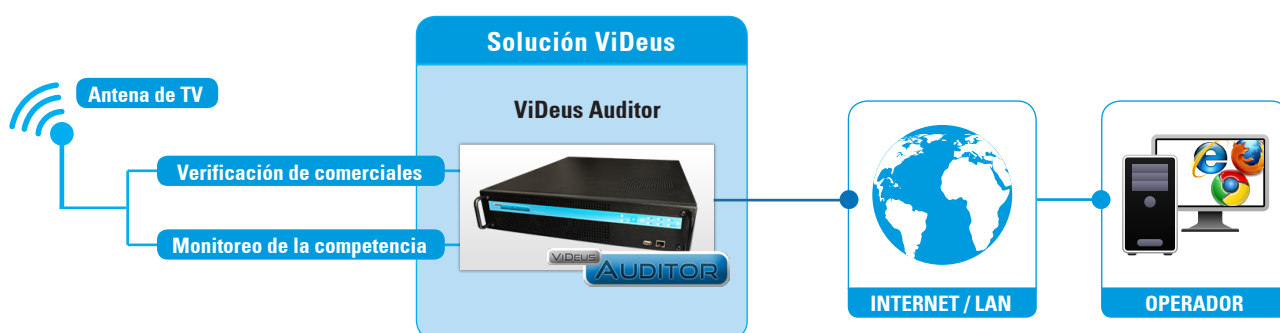 Solución ViDeus
Antena de TV
ViDeus Auditor
Verificación de comerciales
Monitoreo de la competencia
VIDEUS
AUDITOR
INTERNET / LAN
OPERADOR